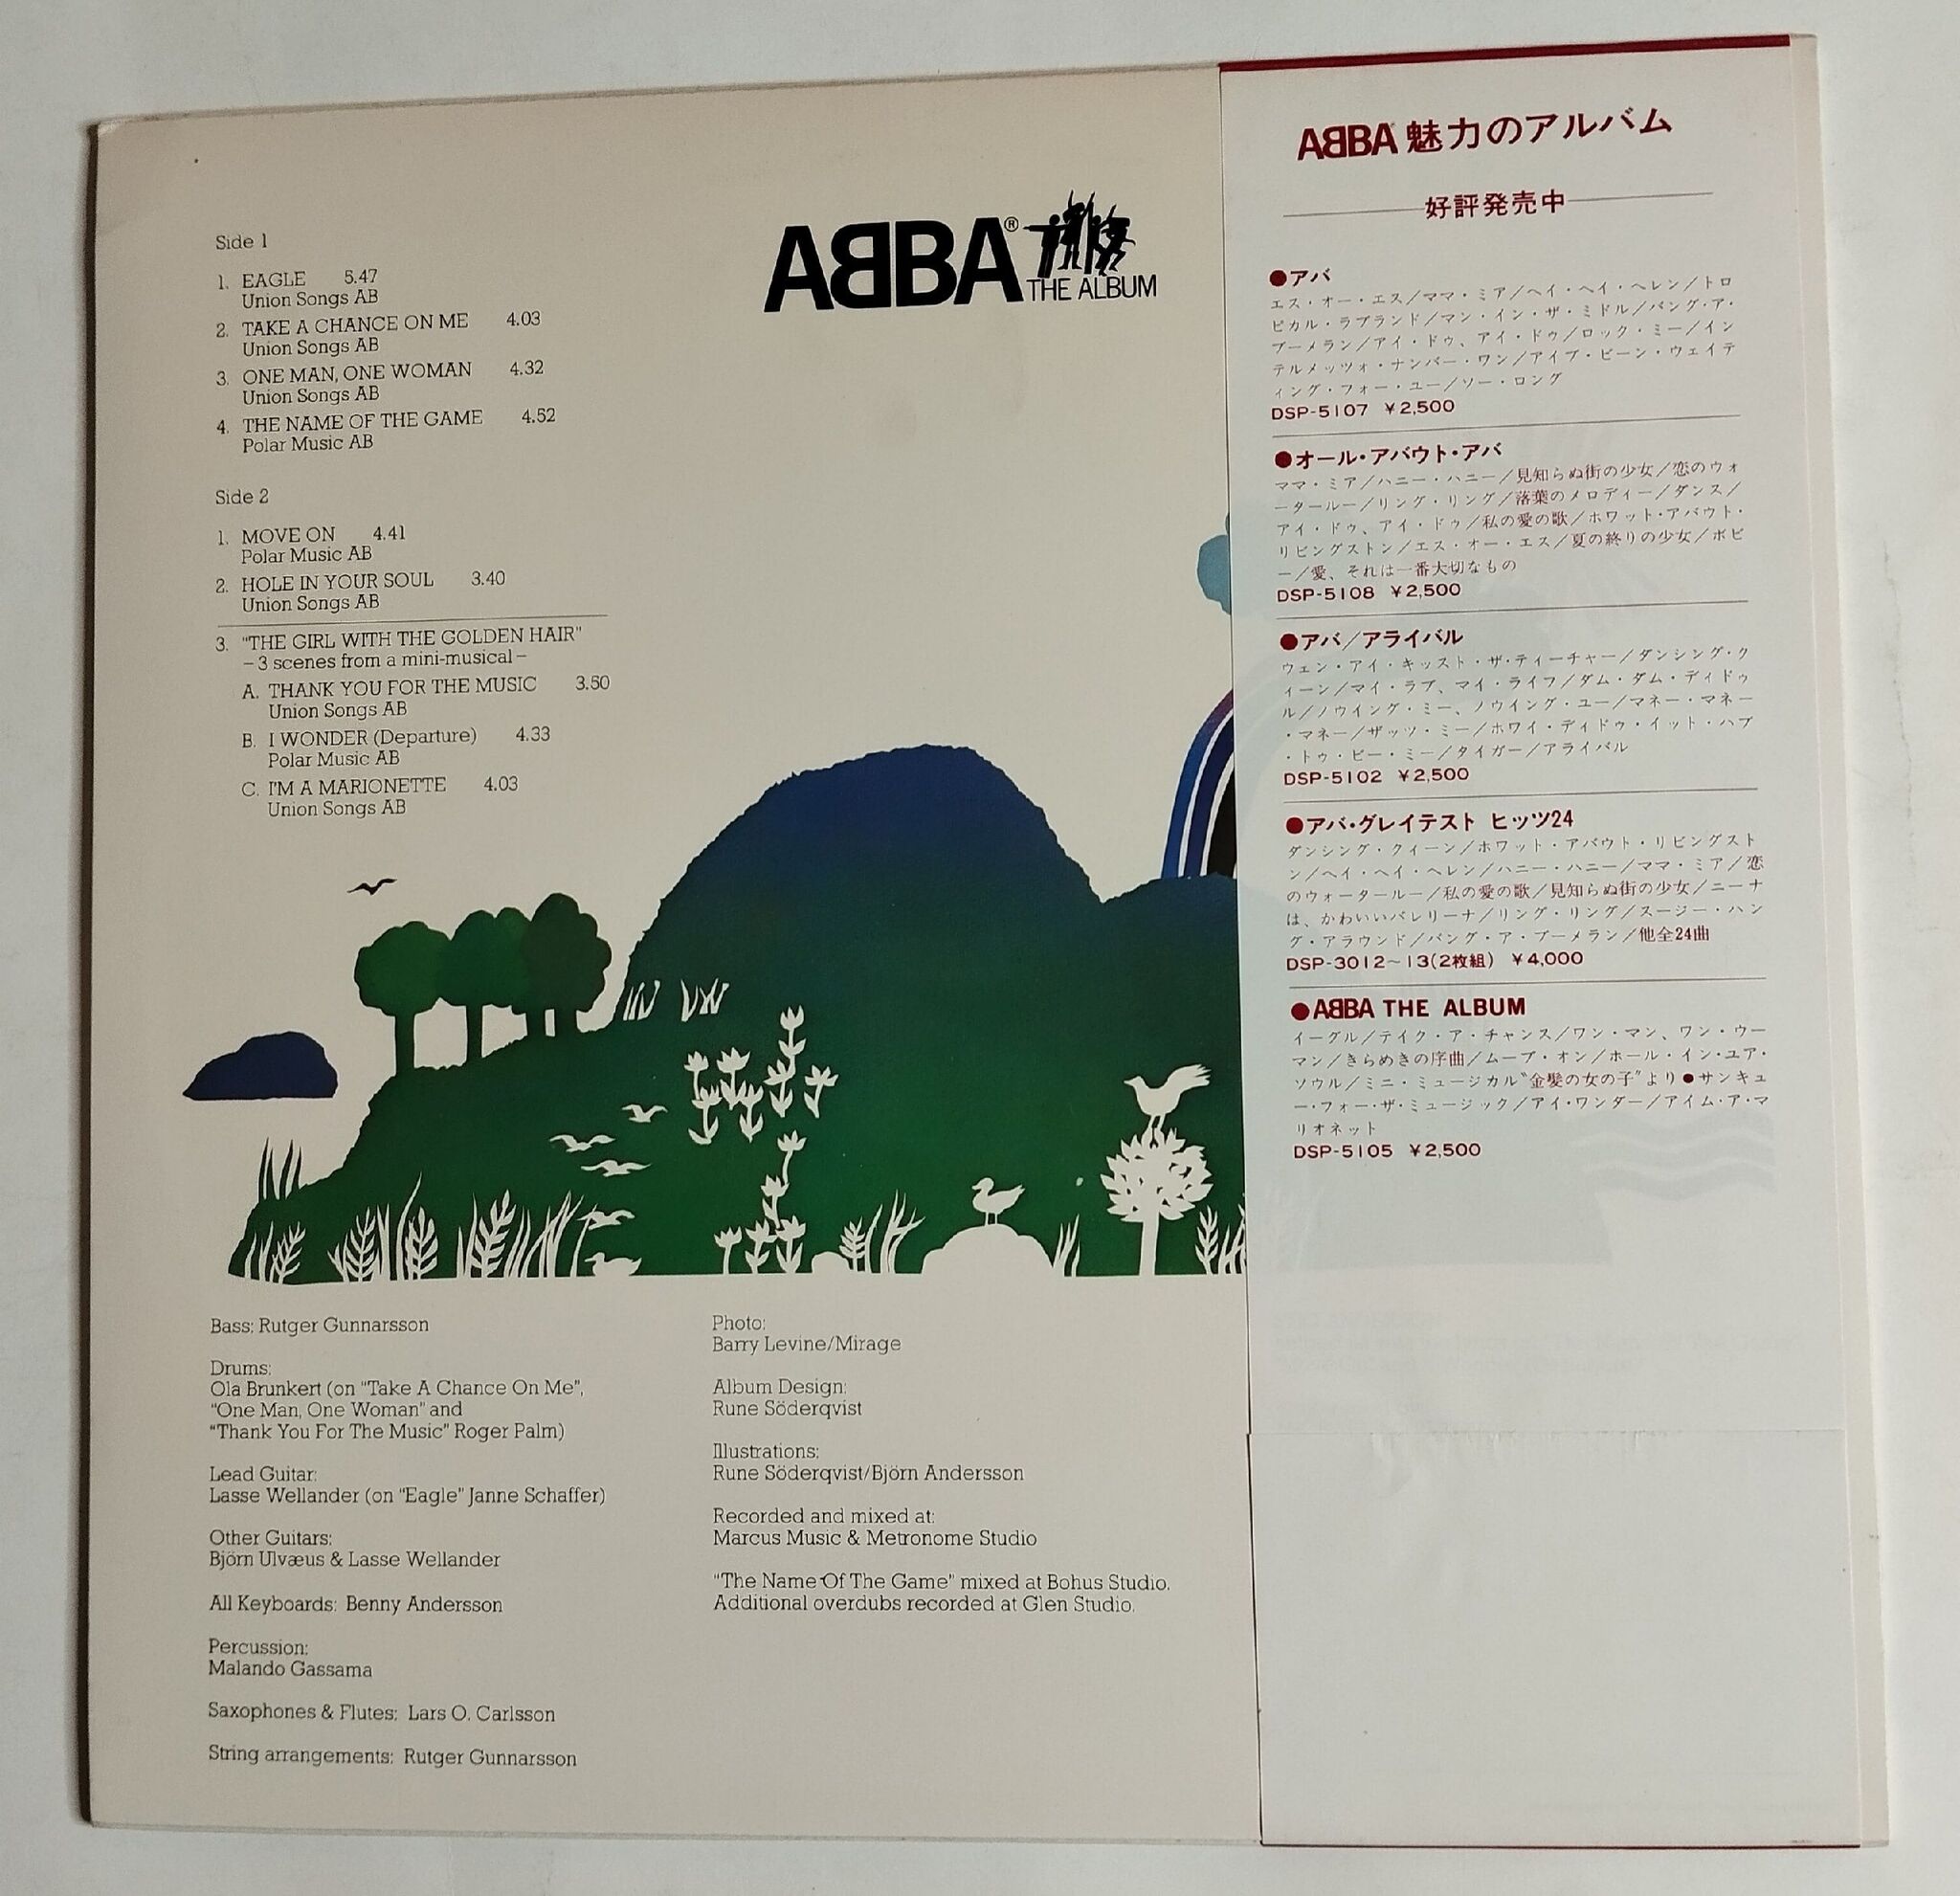 Side 1
1. EAGLE 5.47
Union Songs AB
2. TAKE A CHANCE ON ME 4.03
Union Songs AB
3. ONE MAN, ONE WOMAN 4.32
Union Songs AB
4. THE NAME OF THE GAME 4.52
Polar Music AB
Side 2
1. MOVE ON 4.41
Polar Music AB
2. HOLE IN YOUR SOUL 3.40
Union Songs AB
3. "THE GIRL WITH THE GOLDEN HAIR"
– 3 scenes from a mini-musical –
A. THANK YOU FOR THE MUSIC 3.50
Union Songs AB
B. I WONDER (Departure) 4.33
Polar Music AB
C. I'M A MARIONETTE 4.03
Union Songs AB
ABBA®
THE ALBUM
Bass: Rutger Gunnarsson
Drums:
Ola Brunkert (on "Take A Chance On Me",
"One Man, One Woman" and
"Thank You For The Music" Roger Palm)
Lead Guitar:
Lasse Wellander (on "Eagle" Janne Schaffer)
Other Guitars:
Björn Ulvæus & Lasse Wellander
All Keyboards: Benny Andersson
Percussion:
Malando Gassama
Saxophones & Flutes: Lars O. Carlsson
String arrangements: Rutger Gunnarsson
Photo:
Barry Levine/Mirage
Album Design:
Rune Söderqvist
Illustrations:
Rune Söderqvist/Björn Andersson
Recorded and mixed at:
Marcus Music & Metronome Studio
"The Name Of The Game" mixed at Bohus Studio.
Additional overdubs recorded at Glen Studio.
ABBA 魅力のアルバム
好評発売中
●アバ
エス・オー・エス/ママ・ミア/ヘイ・ヘイ・ヘレン/トロ
ピカル・ラブランド/マン・イン・ザ・ミドル/バング・ア・
ブーメラン/アイ・ドゥ、アイ・ドゥ/ロック・ミー/イン
テルメッツォ・ナンバー・ワン/アイブ・ビーン・ウェイテ
ィング・フォー・ユー/ソー・ロング
DSP-5107 ¥2,500
●オール・アバウト・アバ
ママ・ミア/ハニー・ハニー/見知らぬ街の少女/恋のウォ
ータールー/リング・リング/落葉のメロディー/ダンス/
アイ・ドゥ、アイ・ドゥ/私の愛の歌/ホワット・アバウト・
リビングストン/エス・オー・エス/夏の終りの少女/ボビ
ー/愛、それは一番大切なもの
DSP-5108 ¥2,500
●アバ/アライバル
ウェン・アイ・キッスト・ザ・ティーチャー/ダンシング・ク
ィーン/マイ・ラブ、マイ・ライフ/ダム・ダム・ディドゥ
ル/ノウイング・ミー、ノウイング・ユー/マネー・マネー
・マネー/ザッツ・ミー/ホワイ・ディドゥ・イット・ハブ
・トゥ・ビー・ミー/タイガー/アライバル
DSP-5102 ¥2,500
●アバ・グレイテスト ヒッツ24
ダンシング・クィーン/ホワット・アバウト・リビングスト
ン/ヘイ・ヘイ・ヘレン/ハニー・ハニー/ママ・ミア/恋
のウォータールー/私の愛の歌/見知らぬ街の少女/ニーナ
は、かわいいバレリーナ/リング・リング/スージー・ハン
グ・アラウンド/バング・ア・ブーメラン/他全24曲
DSP-3012~13(2枚組) ¥4,000
●ABBA THE ALBUM
イーグル/テイク・ア・チャンス/ワン・マン、ワン・ウー
マン/きらめきの序曲/ムーブ・オン/ホール・イン・ユア・
ソウル/ミニ・ミュージカル"金髪の女の子"より●サンキュ
ー・フォー・ザ・ミュージック/アイ・ワンダー/アイム・ア・マ
リオネット
DSP-5105 ¥2,500